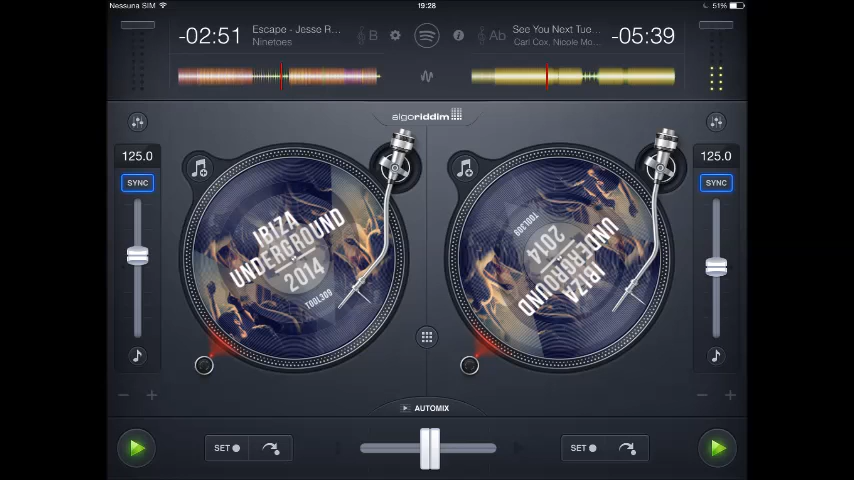 Nessuna SIM
19:28
51%
-02:51
Escape - Jesse R...
Ninetoes
B
Ab
See You Next Tue...
Carl Cox, Nicole Mo...
-05:39
algoriddim
125.0
SYNC
125.0
SYNC
IBIZA
UNDERGROUND
2014
TOOL309
IBIZA
UNDERGROUND
2014
TOOL309
AUTOMIX
SET
SET